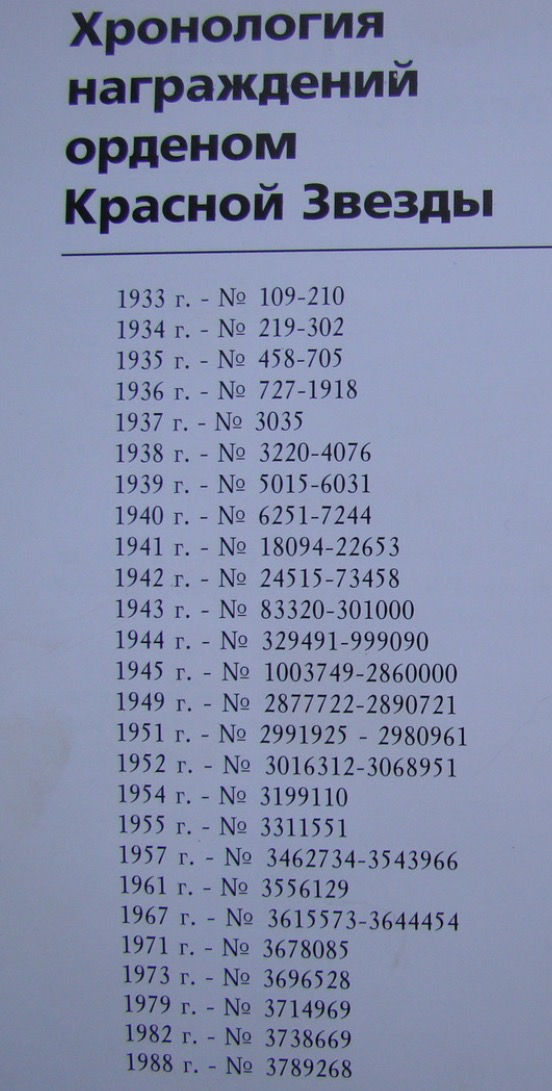 Хронология
награждений
орденом
Красной Звезды
1933 г. - № 109-210
1934 г. - № 219-302
1935 г. - № 458-705
1936 г. - № 727-1918
1937 г. - № 3035
1938 г. - № 3220-4076
1939 г. - № 5015-6031
1940 г. - № 6251-7244
1941 г. - № 18094-22653
1942 г. - № 24515-73458
1943 г. - № 83320-301000
1944 г. - № 329491-999090
1945 г. - № 1003749-2860000
1949 г. - № 2877722-2890721
1951 г. - № 2991925 - 2980961
1952 г. - № 3016312-3068951
1954 г. - № 3199110
1955 г. - № 3311551
1957 г. - № 3462734-3543966
1961 г. - № 3556129
1967 г. - № 3615573-3644454
1971 г. - № 3678085
1973 г. - № 3696528
1979 г. - № 3714969
1982 г. - № 3738669
1988 г. - № 3789268